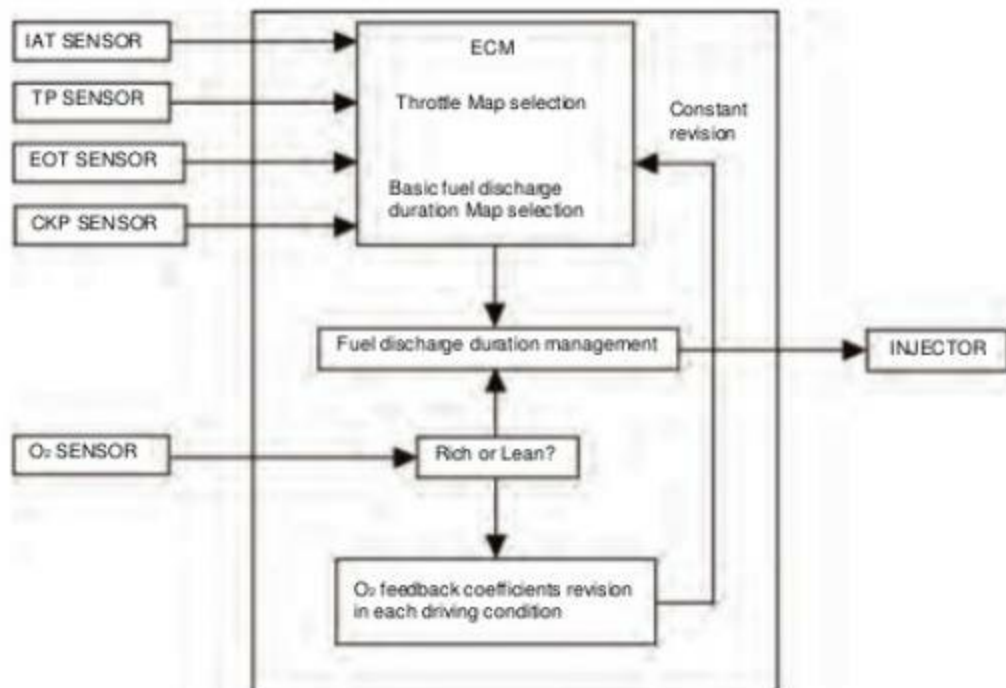 IAT SENSOR
TP SENSOR
EOT SENSOR
CKP SENSOR
ECM
Throttle Map selection
Basic fuel discharge
duration Map selection
Constant
revision
Fuel discharge duration management
INJECTOR
O₂ SENSOR
Rich or Lean?
O₂ feedback coefficients revision
in each driving condition